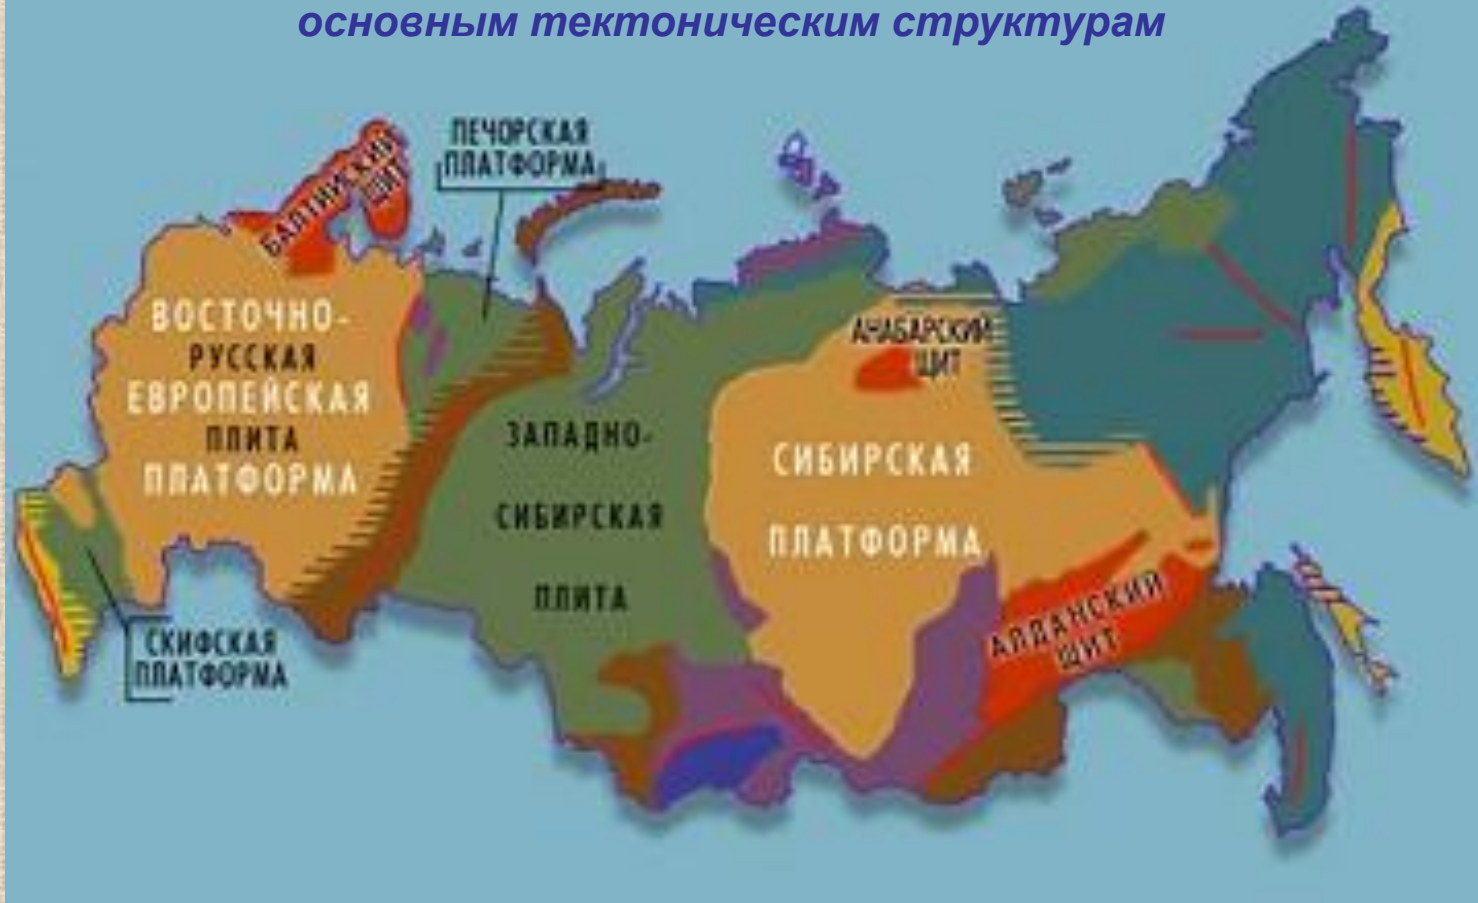 основным тектоническим структурам
ПЕЧОРСКАЯ
ПЛАТФОРМА
БАЛТИЙСКИЙ
ЩИТ
ВОСТОЧНО-
РУССКАЯ
ЕВРОПЕЙСКАЯ
ПЛИТА
ПЛАТФОРМА
АНАБАРСКИЙ
ЩИТ
ЗАПАДНО-
СИБИРСКАЯ
ПЛИТА
СИБИРСКАЯ
ПЛАТФОРМА
АЛДАНСКИЙ
ЩИТ
СКИФСКАЯ
ПЛАТФОРМА